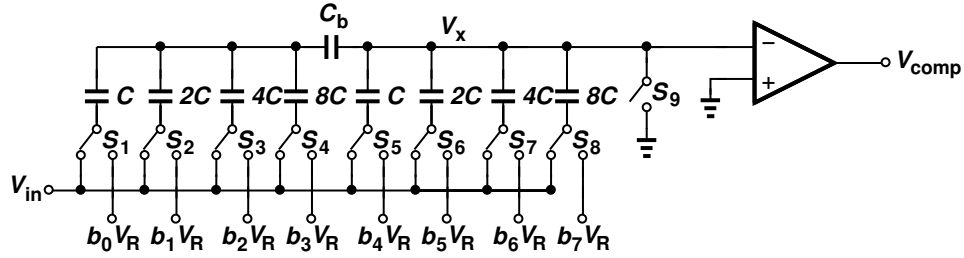 C_b V_x
C 2C 4C 8C C 2C 4C 8C S_9 − + V_comp
S_1 S_2 S_3 S_4 S_5 S_6 S_7 S_8
V_in
b_0V_R b_1V_R b_2V_R b_3V_R b_4V_R b_5V_R b_6V_R b_7V_R